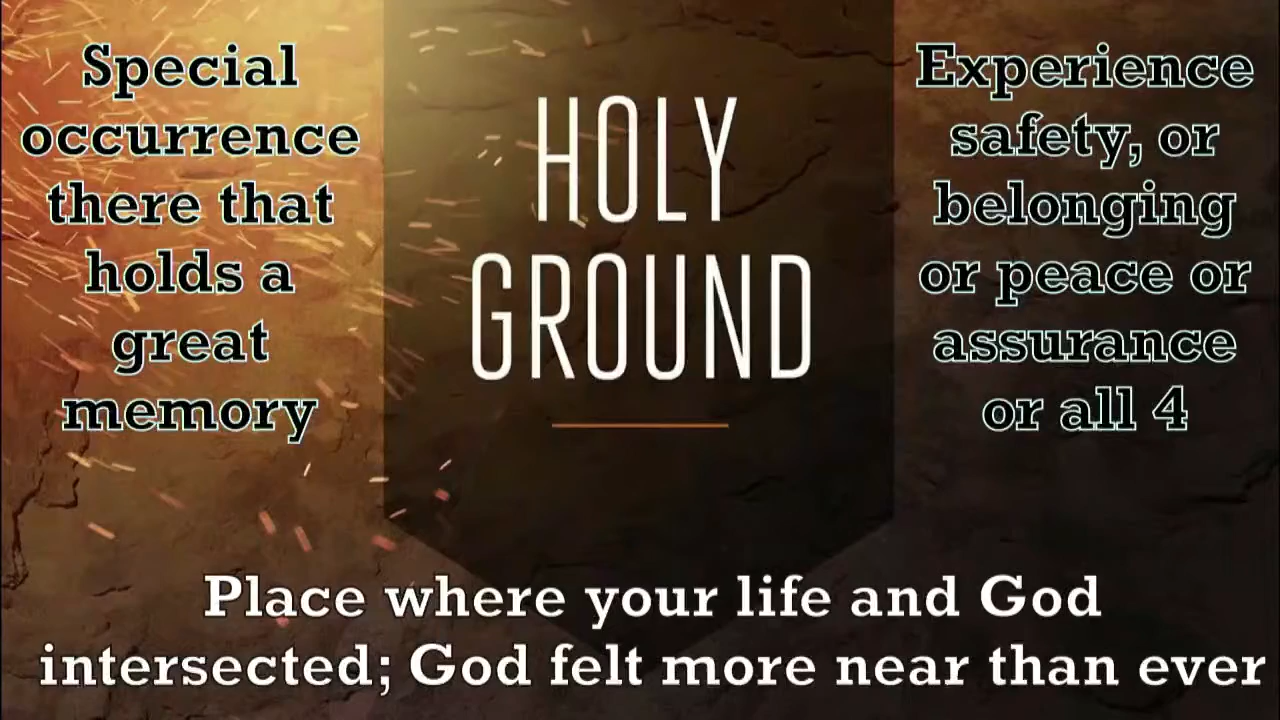 Special
occurrence
there that
holds a
great
memory
HOLY
GROUND
Experience
safety, or
belonging
or peace or
assurance
or all 4
Place where your life and God
intersected; God felt more near than ever